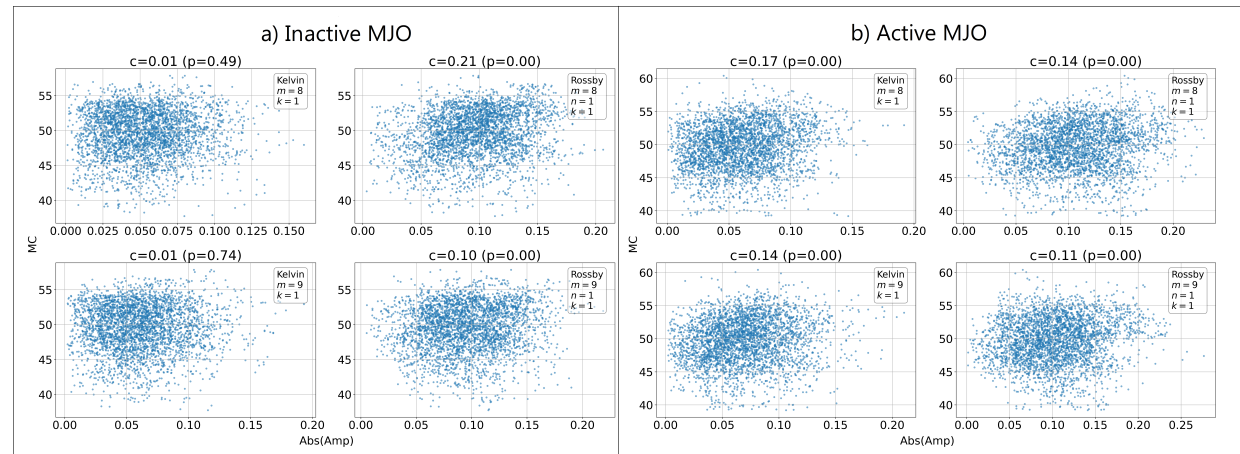 a) Inactive MJO
c=0.01 (p=0.49)
Kelvin
m = 8
k = 1
55
50
45
40
0.000 0.025 0.050 0.075 0.100 0.125 0.150
c=0.21 (p=0.00)
Rossby
m = 8
n = 1
k = 1
55
50
45
40
0.00 0.05 0.10 0.15 0.20
MC
c=0.01 (p=0.74)
Kelvin
m = 9
k = 1
55
50
45
40
0.00 0.05 0.10 0.15 0.20
c=0.10 (p=0.00)
Rossby
m = 9
n = 1
k = 1
55
50
45
40
0.00 0.05 0.10 0.15 0.20
Abs(Amp)
b) Active MJO
c=0.17 (p=0.00)
Kelvin
m = 8
k = 1
60
55
50
45
40
0.00 0.05 0.10 0.15 0.20
c=0.14 (p=0.00)
Rossby
m = 8
n = 1
k = 1
60
55
50
45
40
0.00 0.05 0.10 0.15 0.20
MC
c=0.14 (p=0.00)
Kelvin
m = 9
k = 1
60
55
50
45
40
0.00 0.05 0.10 0.15 0.20
c=0.11 (p=0.00)
Rossby
m = 9
n = 1
k = 1
60
55
50
45
40
0.00 0.05 0.10 0.15 0.20 0.25
Abs(Amp)